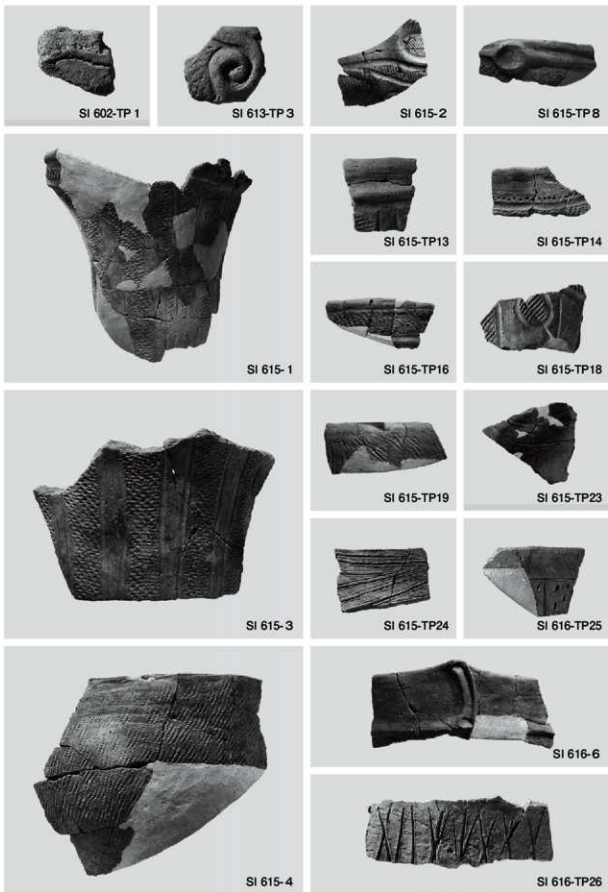 SI 602-TP 1
SI 613-TP 3
SI 615-2
SI 615-TP 8
SI 615-1
SI 615-TP13
SI 615-TP14
SI 615-TP16
SI 615-TP18
SI 615-3
SI 615-TP19
SI 615-TP23
SI 615-TP24
SI 616-TP25
SI 615-4
SI 616-6
SI 616-TP26